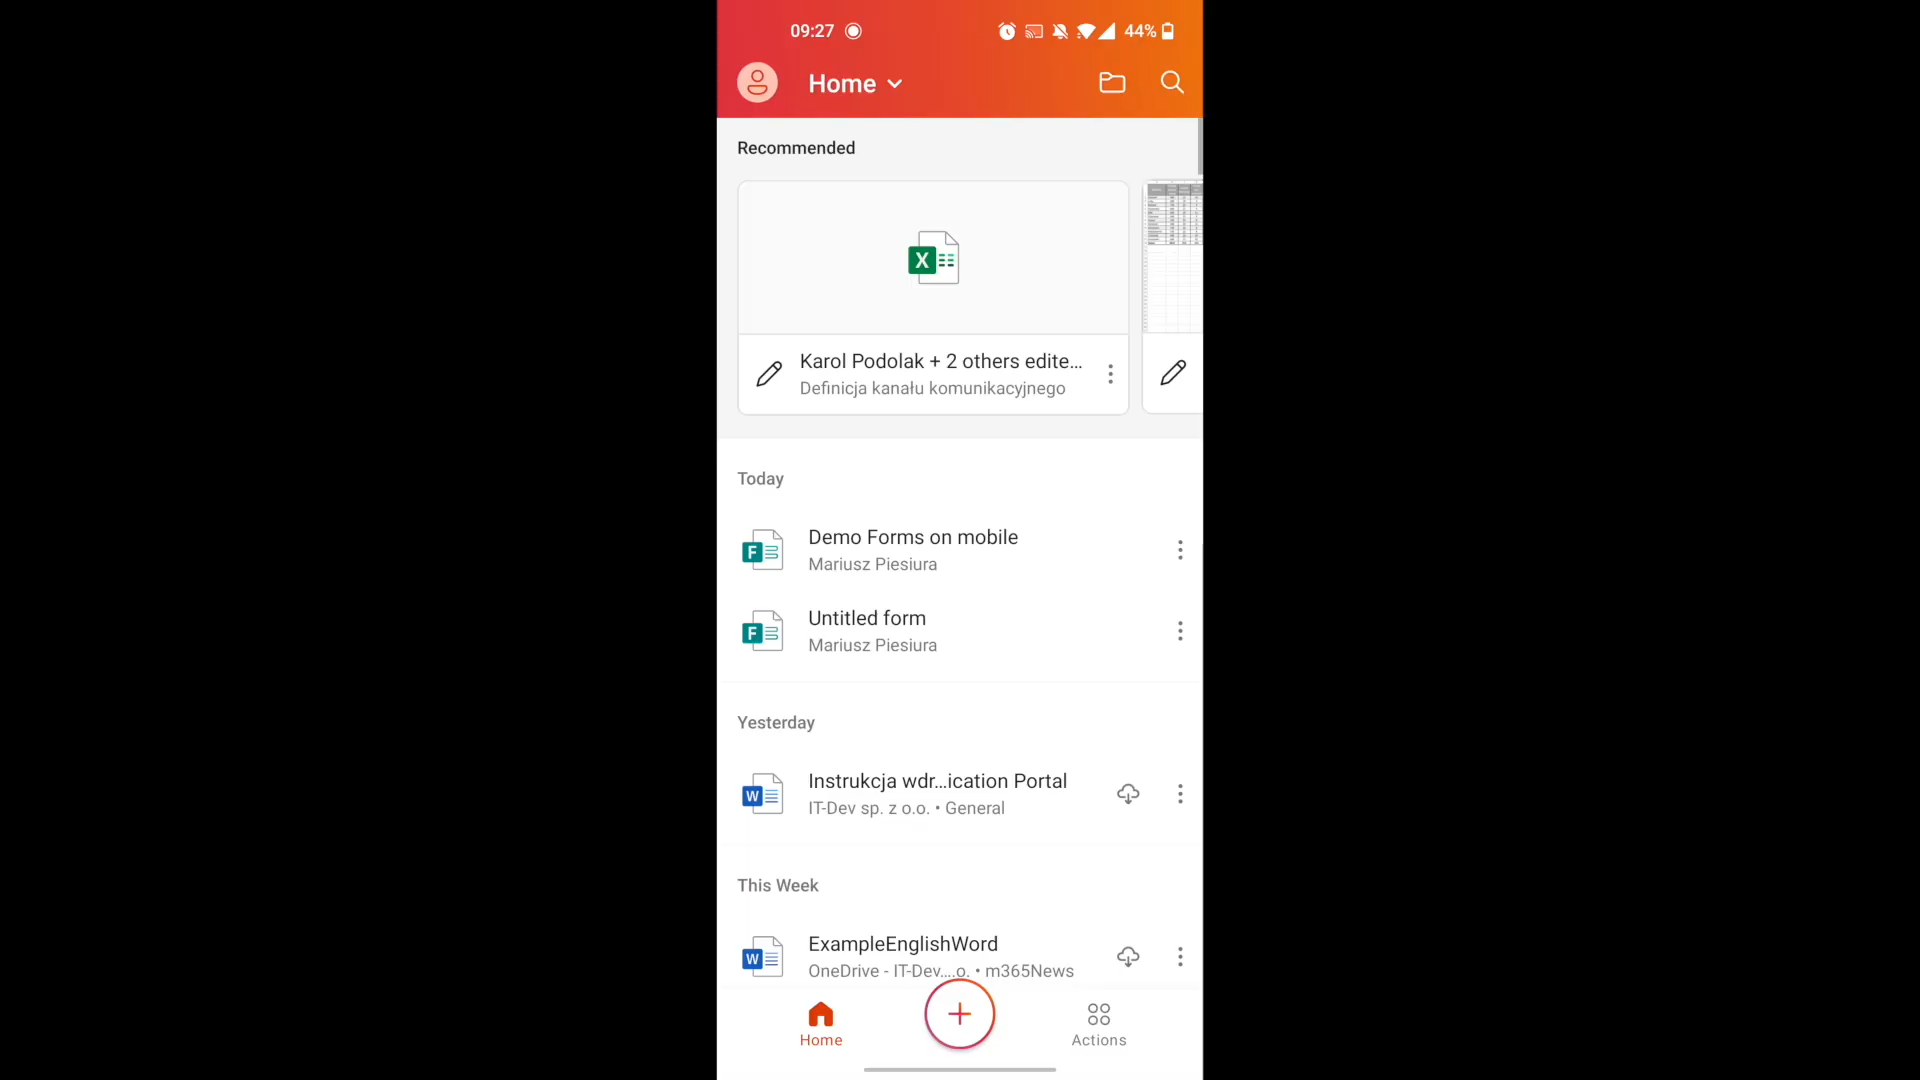 09:27
44%
Home
Recommended
X
Karol Podolak + 2 others edite...
Definicja kanału komunikacyjnego
Today
F
Demo Forms on mobile
Mariusz Piesiura
F
Untitled form
Mariusz Piesiura
Yesterday
W
Instrukcja wdr...ication Portal
IT-Dev sp. z o.o. • General
This Week
W
ExampleEnglishWord
OneDrive - IT-Dev....o. • m365News
Home
Actions